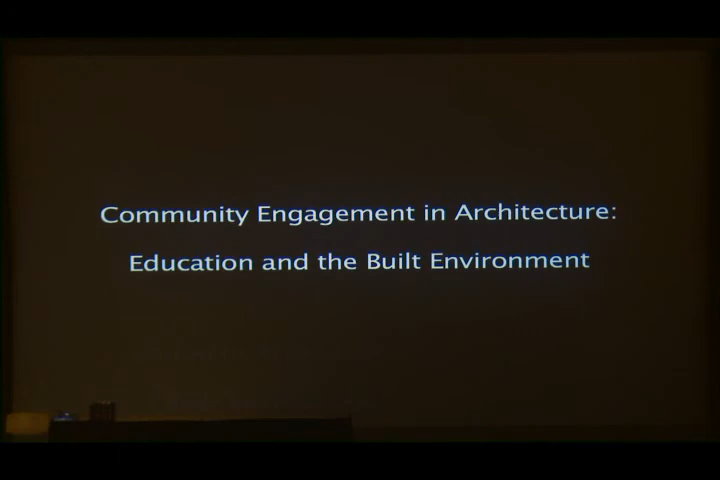 Community Engagement in Architecture:
Education and the Built Environment